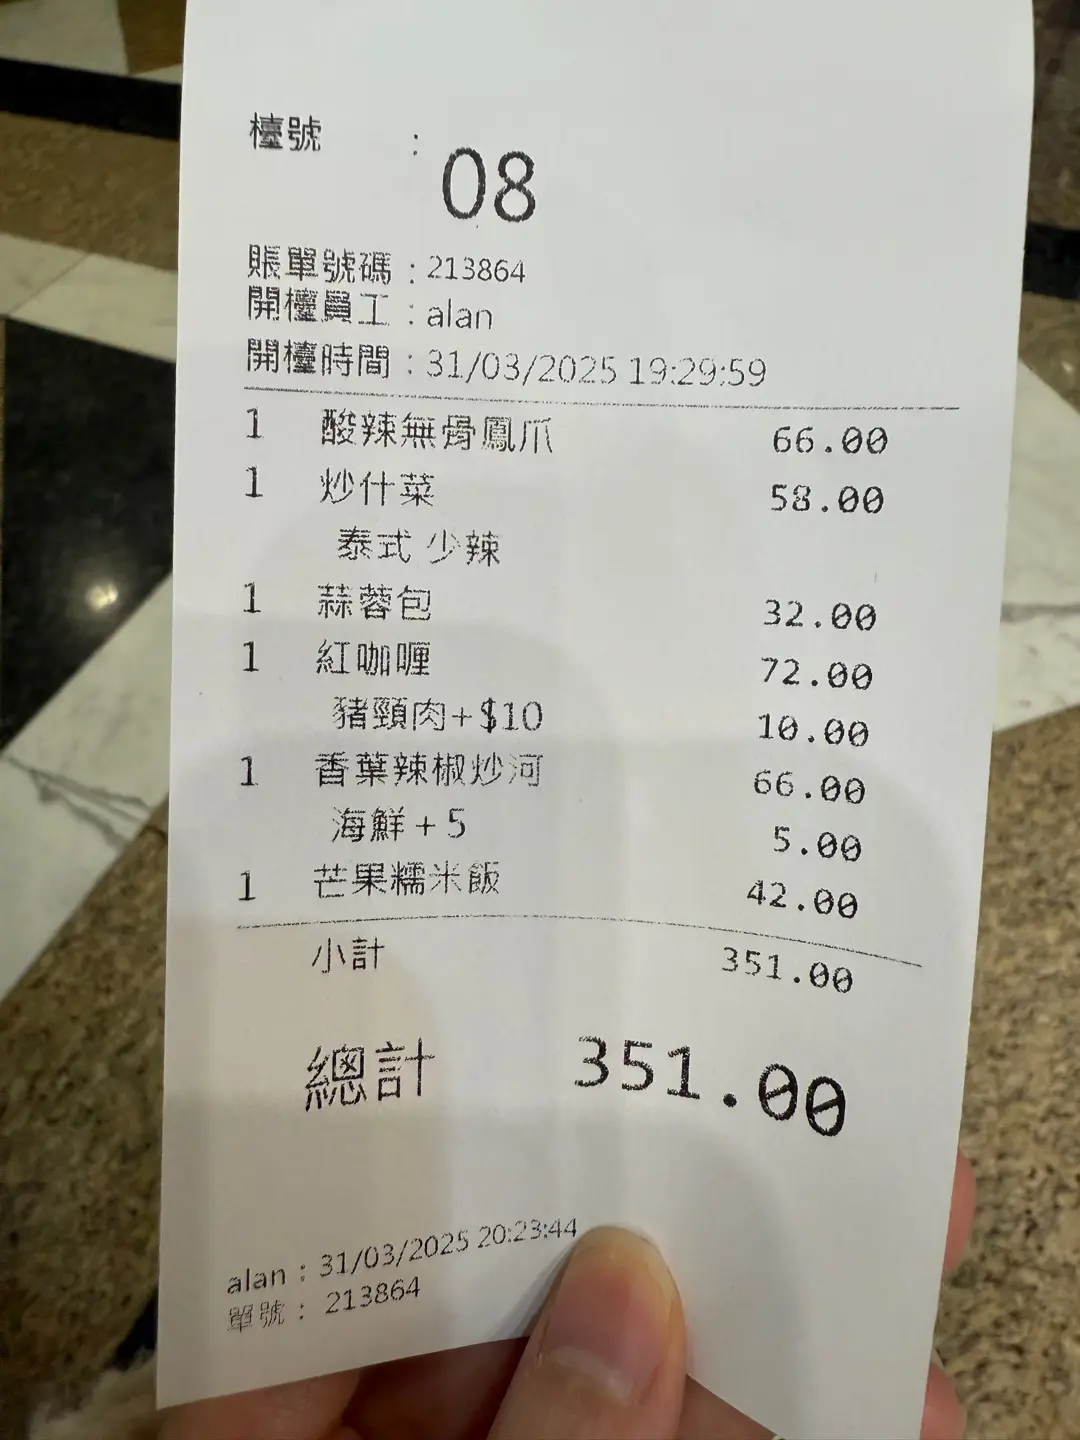 檯號 : 08
賬單號碼 : 213864
開檯員工 : alan
開檯時間 : 31/03/2025 19:29:59
1 酸辣無骨鳳爪 66.00
1 炒什菜 58.00
泰式 少辣
1 蒜蓉包 32.00
1 紅咖喱 72.00
豬頸肉+$10 10.00
1 香葉辣椒炒河 66.00
海鮮+5 5.00
1 芒果糯米飯 42.00
小計 351.00
總計 351.00
alan : 31/03/2025 20:23:44
單號 : 213864